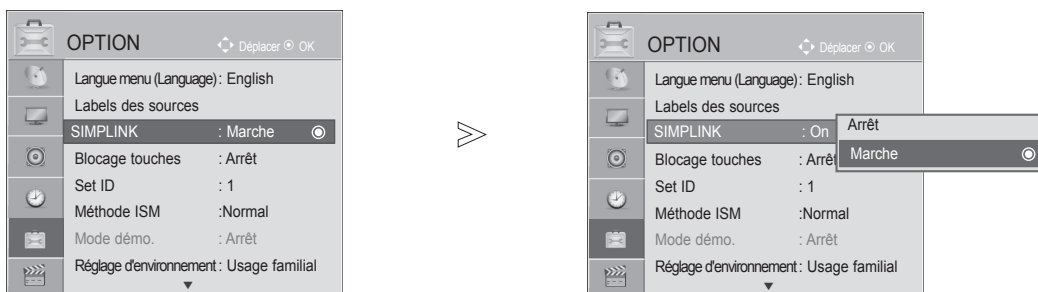 OPTION Déplacer OK
Langue menu (Language) : English
Labels des sources
SIMPLINK : Marche
Blocage touches : Arrêt
Set ID : 1
Méthode ISM :Normal
Mode démo. : Arrêt
Réglage d'environnement : Usage familial
OPTION Déplacer OK
Langue menu (Language) : English
Labels des sources
SIMPLINK : On
Arrêt
Marche
Blocage touches : Arrêt
Set ID : 1
Méthode ISM :Normal
Mode démo. : Arrêt
Réglage d'environnement : Usage familial